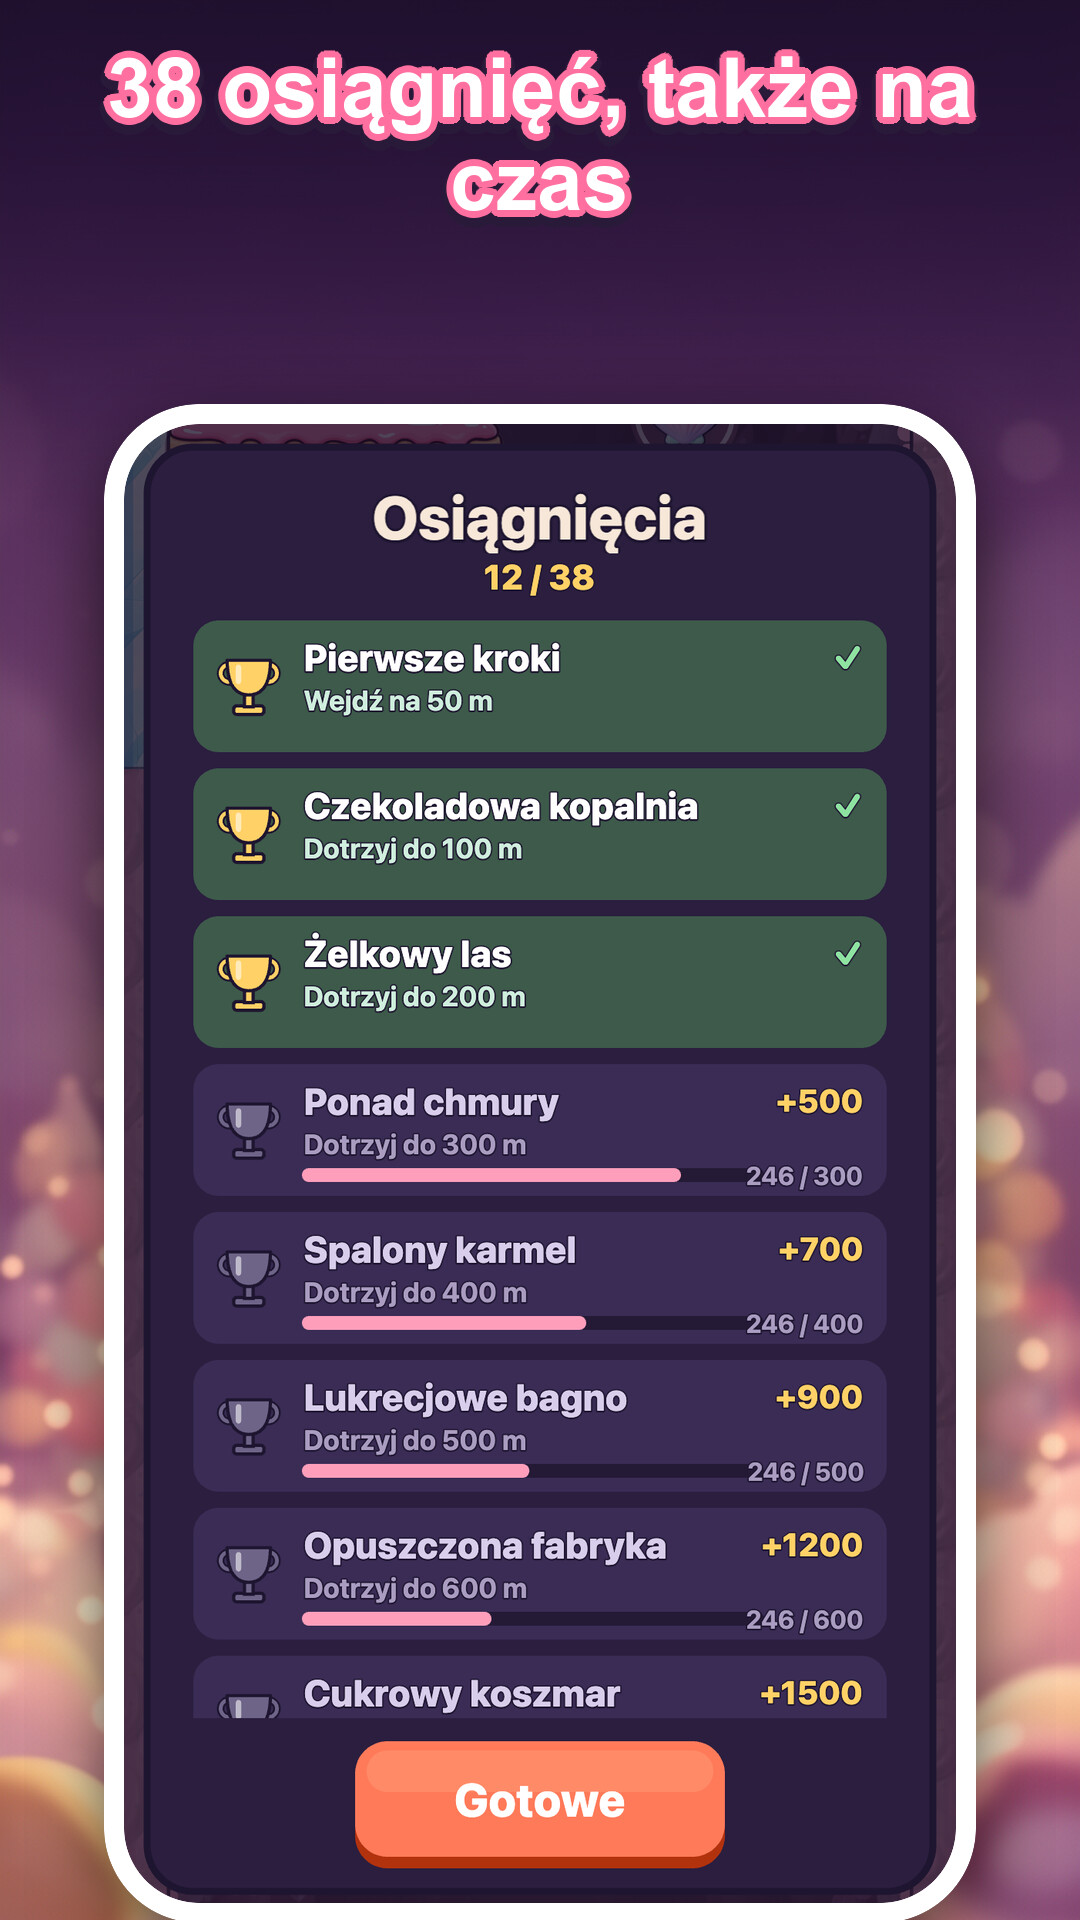 38 osiągnięć, także na
czas
Osiągnięcia
12 / 38
Pierwsze kroki
Wejdź na 50 m
Czekoladowa kopalnia
Dotrzyj do 100 m
Żelkowy las
Dotrzyj do 200 m
Ponad chmury +500
Dotrzyj do 300 m
246 / 300
Spalony karmel +700
Dotrzyj do 400 m
246 / 400
Lukrecjowe bagno +900
Dotrzyj do 500 m
246 / 500
Opuszczona fabryka +1200
Dotrzyj do 600 m
246 / 600
Cukrowy koszmar +1500
Gotowe